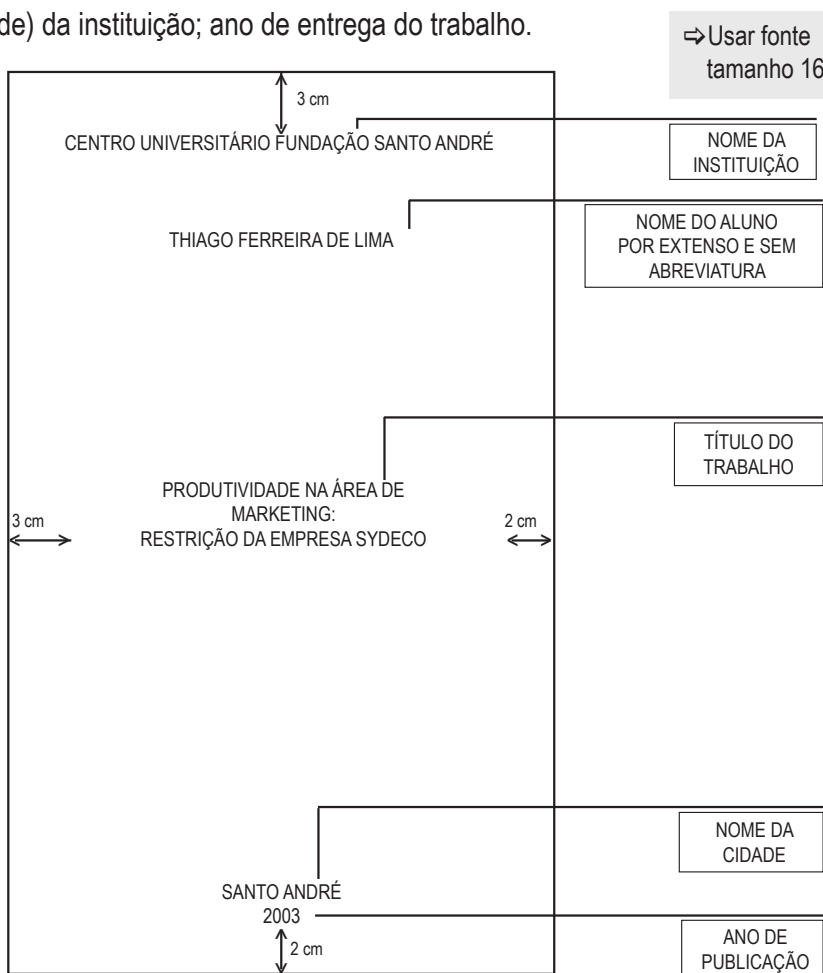 de) da instituição; ano de entrega do trabalho.
⇨Usar fonte
tamanho 16
3 cm
CENTRO UNIVERSITÁRIO FUNDAÇÃO SANTO ANDRÉ
NOME DA
INSTITUIÇÃO
THIAGO FERREIRA DE LIMA
NOME DO ALUNO
POR EXTENSO E SEM
ABREVIATURA
TÍTULO DO
TRABALHO
PRODUTIVIDADE NA ÁREA DE
MARKETING:
RESTRIÇÃO DA EMPRESA SYDECO
3 cm
2 cm
NOME DA
CIDADE
SANTO ANDRÉ
2003
2 cm
ANO DE
PUBLICAÇÃO